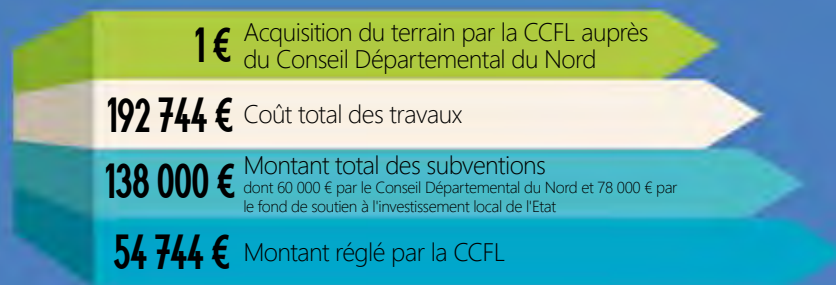 1 € Acquisition du terrain par la CCFL auprès
du Conseil Départemental du Nord
192 744 € Coût total des travaux
138 000 € Montant total des subventions
dont 60 000 € par le Conseil Départemental du Nord et 78 000 € par
le fond de soutien à l'investissement local de l'Etat
54 744 € Montant réglé par la CCFL